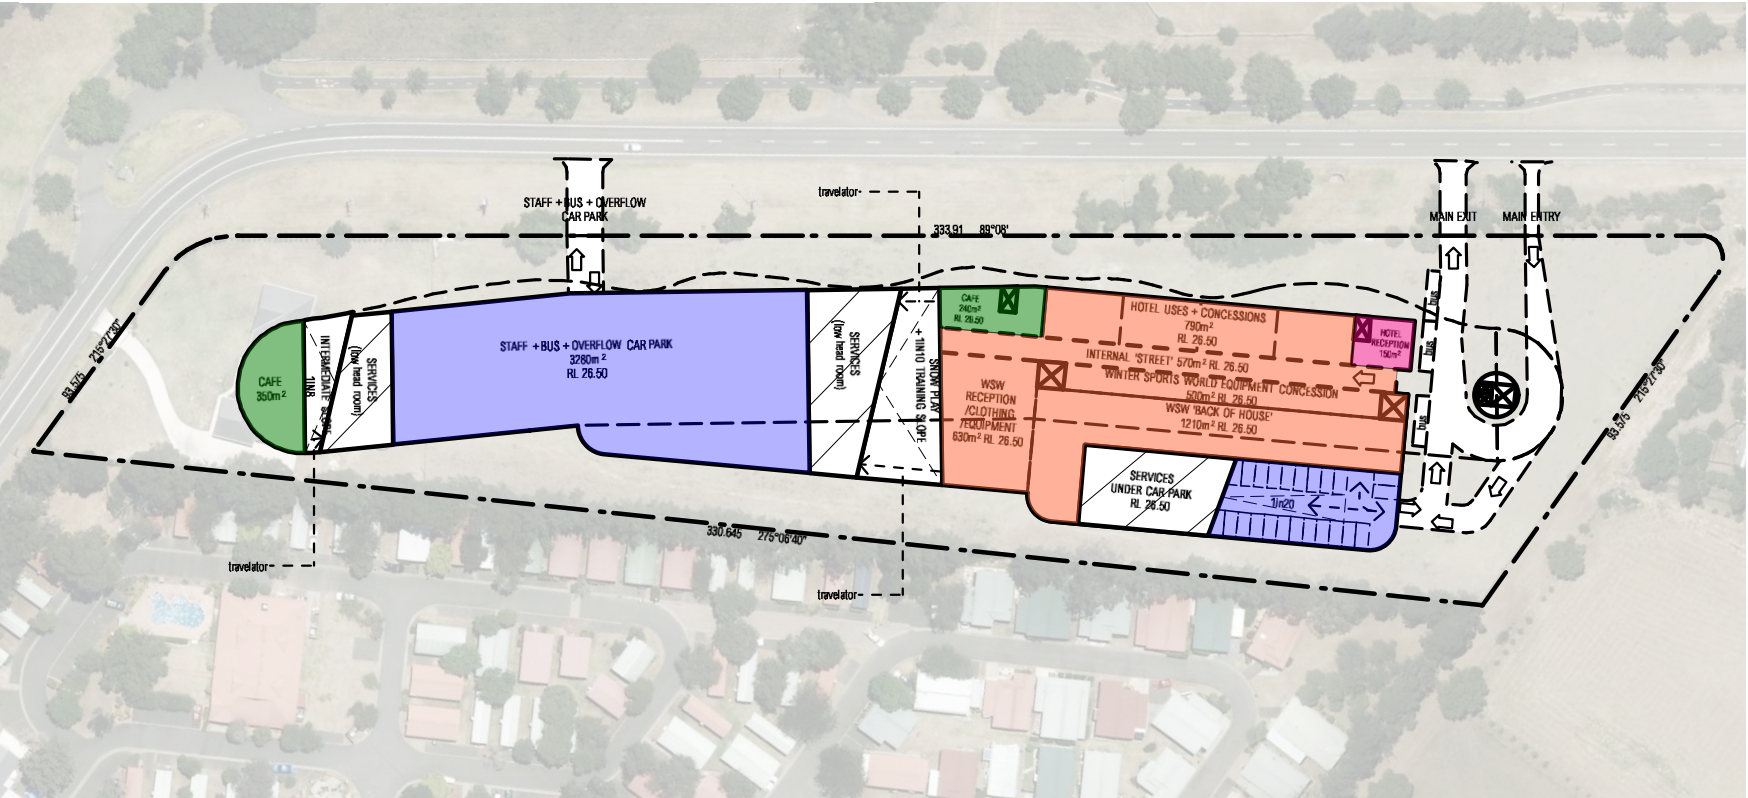 travelator
STAFF + BUS + OVERFLOW
CAR PARK
MAIN EXIT
MAIN ENTRY
333.91 89°08'
CAFE
240m²
RL 26.50
HOTEL USES + CONCESSIONS
790m²
RL 26.50
bus
HOTEL
RECEPTION
150m²
215°27'30"
93.575
STAFF +BUS + OVERFLOW CAR PARK
3280m²
RL 26.50
SERVICES
(low head room)
SNOW PLAY
+ 1IN10 TRAINING SLOPE
INTERNAL 'STREET' 570m² RL 26.50
WINTER SPORTS WORLD EQUIPMENT CONCESSION
500m² RL 26.50
bus
CAFE
350m²
1IN8
SERVICES
(low head room)
WSW
RECEPTION
/CLOTHING
/EQUIPMENT
630m² RL 26.50
WSW 'BACK OF HOUSE'
1210m² RL 26.50
bus
215°27'30"
93.575
SERVICES
UNDER CAR PARK
RL 26.50
1in20
330.645 275°06'40"
travelator
travelator